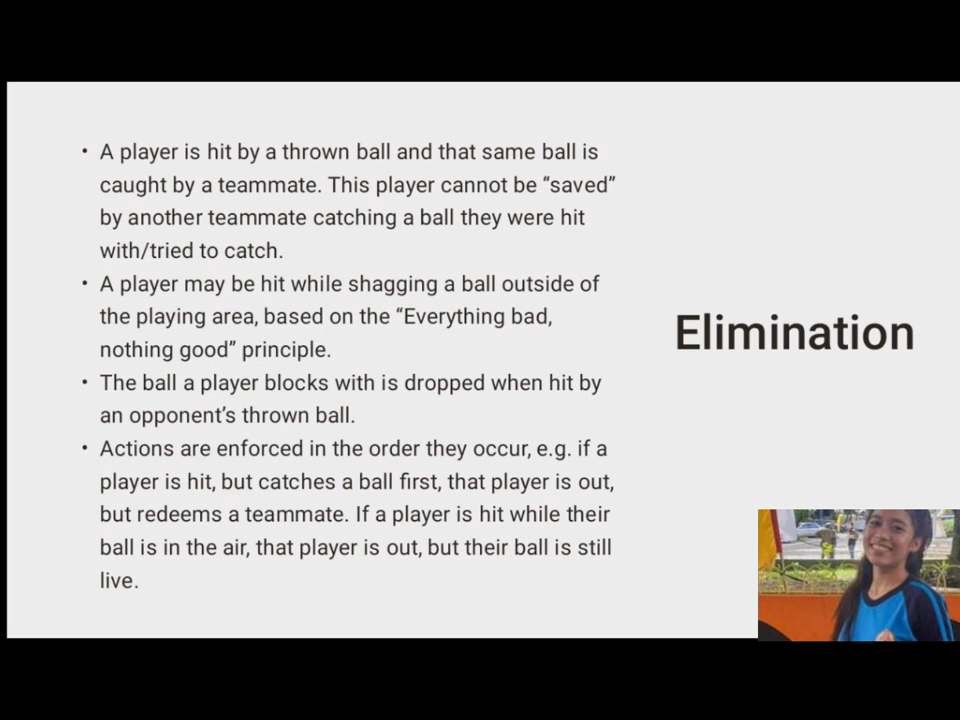 • A player is hit by a thrown ball and that same ball is
caught by a teammate. This player cannot be “saved”
by another teammate catching a ball they were hit
with/tried to catch.
• A player may be hit while shagging a ball outside of
the playing area, based on the “Everything bad,
nothing good” principle.
• The ball a player blocks with is dropped when hit by
an opponent’s thrown ball.
• Actions are enforced in the order they occur, e.g. if a
player is hit, but catches a ball first, that player is out,
but redeems a teammate. If a player is hit while their
ball is in the air, that player is out, but their ball is still
live.
Elimination